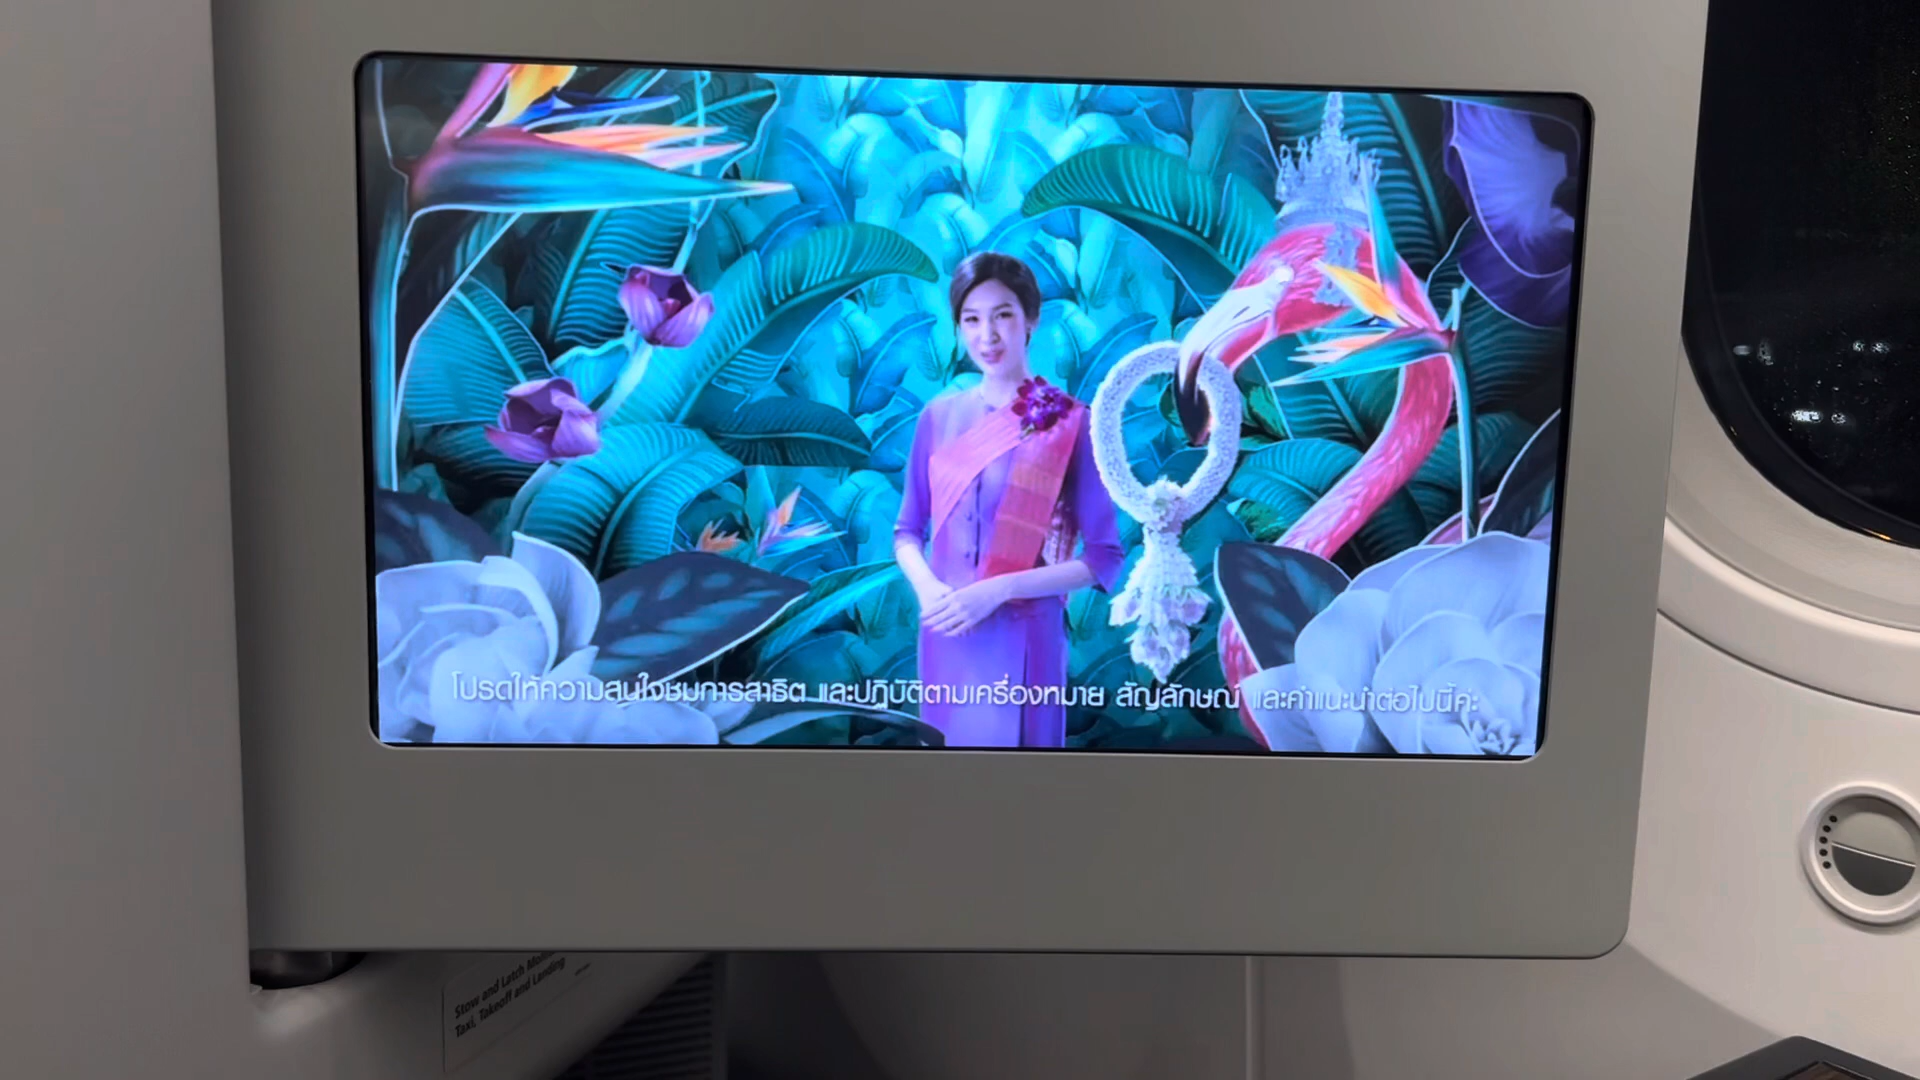 โปรดให้ความสนใจชมการสาธิต และปฏิบัติตามเครื่องหมาย สัญลักษณ์ และคำแนะนำต่อไปนี้ค่ะ
Stow and Latch Monitor
Taxi, Takeoff and Landing